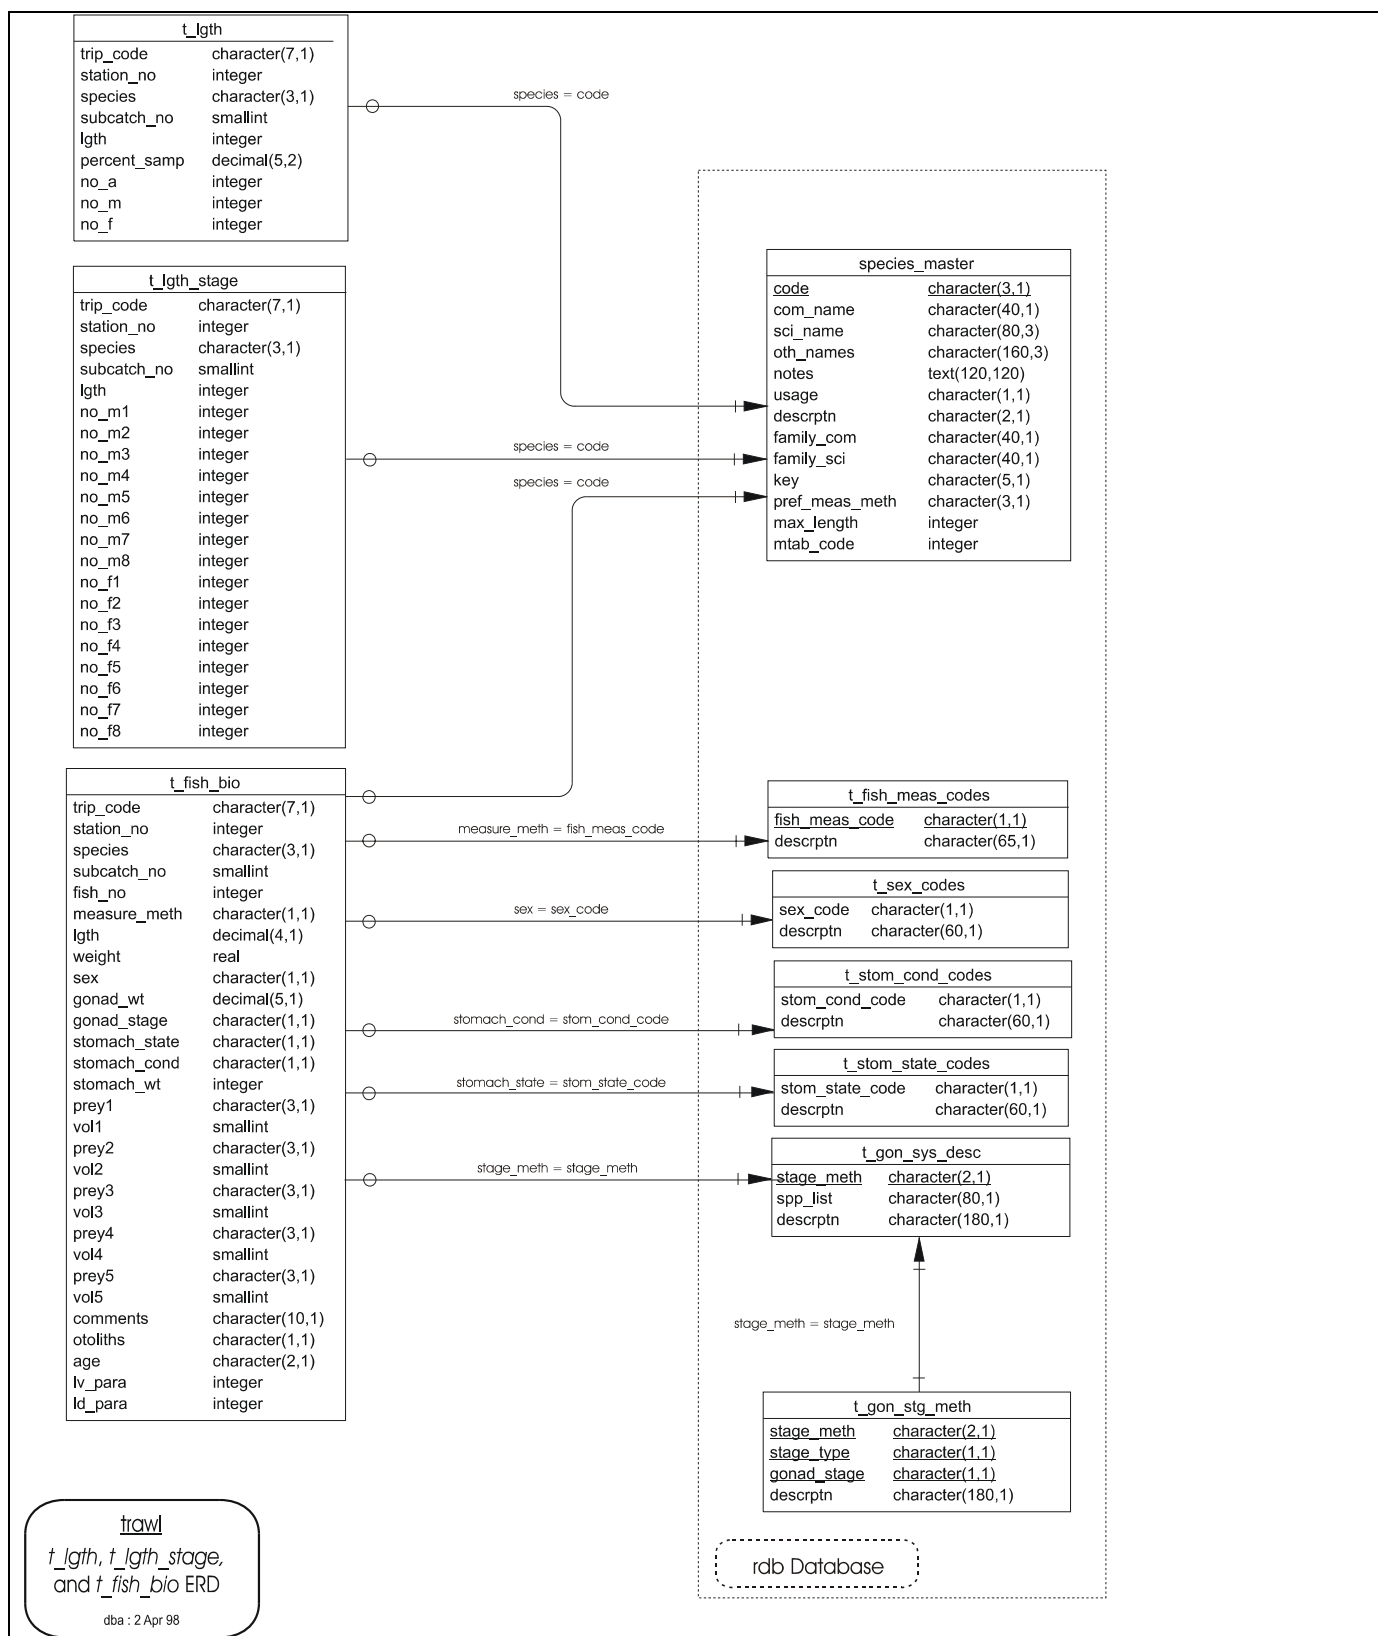 t_lgth
trip_code character(7,1)
station_no integer
species character(3,1)
subcatch_no smallint
lgth integer
percent_samp decimal(5,2)
no_a integer
no_m integer
no_f integer
species = code
t_lgth_stage
trip_code character(7,1)
station_no integer
species character(3,1)
subcatch_no smallint
lgth integer
no_m1 integer
no_m2 integer
no_m3 integer
no_m4 integer
no_m5 integer
no_m6 integer
no_m7 integer
no_m8 integer
no_f1 integer
no_f2 integer
no_f3 integer
no_f4 integer
no_f5 integer
no_f6 integer
no_f7 integer
no_f8 integer
species = code
species = code
t_fish_bio
trip_code character(7,1)
station_no integer
species character(3,1)
subcatch_no smallint
fish_no integer
measure_meth character(1,1)
lgth decimal(4,1)
weight real
sex character(1,1)
gonad_wt decimal(5,1)
gonad_stage character(1,1)
stomach_state character(1,1)
stomach_cond character(1,1)
stomach_wt integer
prey1 character(3,1)
vol1 smallint
prey2 character(3,1)
vol2 smallint
prey3 character(3,1)
vol3 smallint
prey4 character(3,1)
vol4 smallint
prey5 character(3,1)
vol5 smallint
comments character(10,1)
otoliths character(1,1)
age character(2,1)
lv_para integer
ld_para integer
measure_meth = fish_meas_code
sex = sex_code
stomach_cond = stom_cond_code
stomach_state = stom_state_code
stage_meth = stage_meth
species_master
code character(3,1)
com_name character(40,1)
sci_name character(80,3)
oth_names character(160,3)
notes text(120,120)
usage character(1,1)
descrptn character(2,1)
family_com character(40,1)
family_sci character(40,1)
key character(5,1)
pref_meas_meth character(3,1)
max_length integer
mtab_code integer
t_fish_meas_codes
fish_meas_code character(1,1)
descrptn character(65,1)
t_sex_codes
sex_code character(1,1)
descrptn character(60,1)
t_stom_cond_codes
stom_cond_code character(1,1)
descrptn character(60,1)
t_stom_state_codes
stom_state_code character(1,1)
descrptn character(60,1)
t_gon_sys_desc
stage_meth character(2,1)
spp_list character(80,1)
descrptn character(180,1)
stage_meth = stage_meth
t_gon_stg_meth
stage_meth character(2,1)
stage_type character(1,1)
gonad_stage character(1,1)
descrptn character(180,1)
rdb Database
trawl
t_lgth, t_lgth_stage,
and t_fish_bio ERD
dba : 2 Apr 98